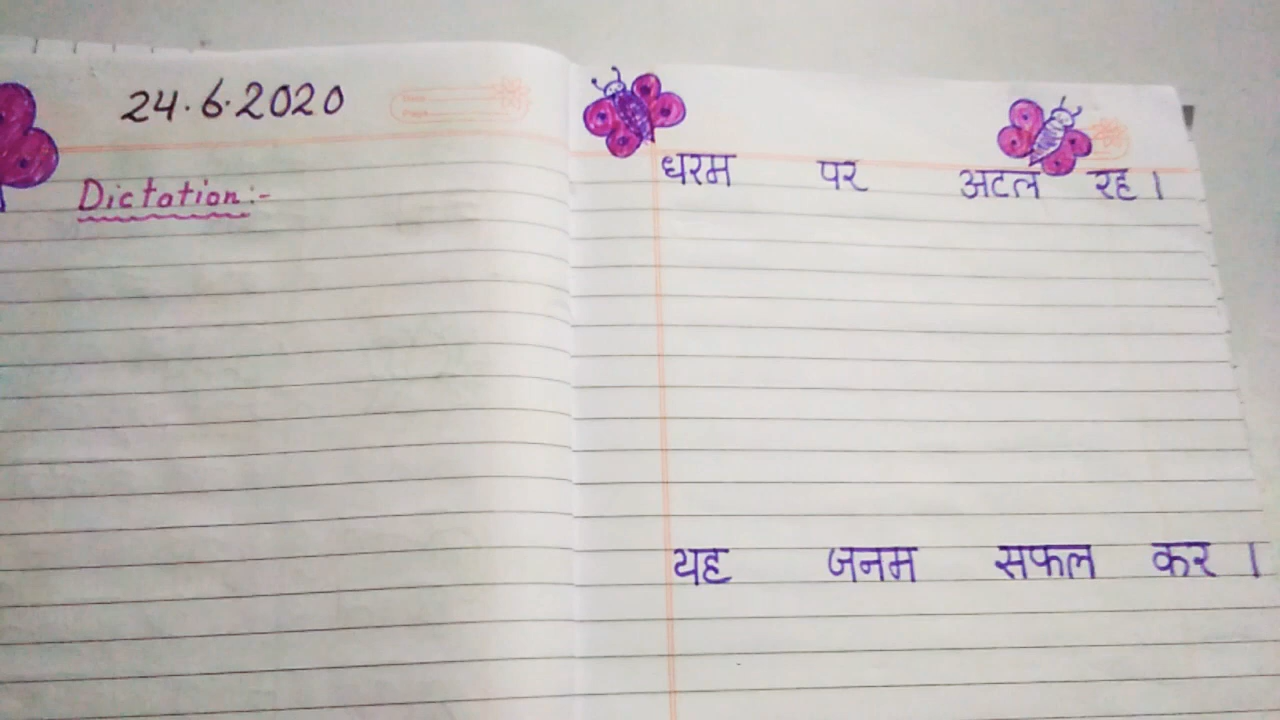 24.6.2020
Dictation:-
धरम पर अटल रह।
यह जनम सफल कर।